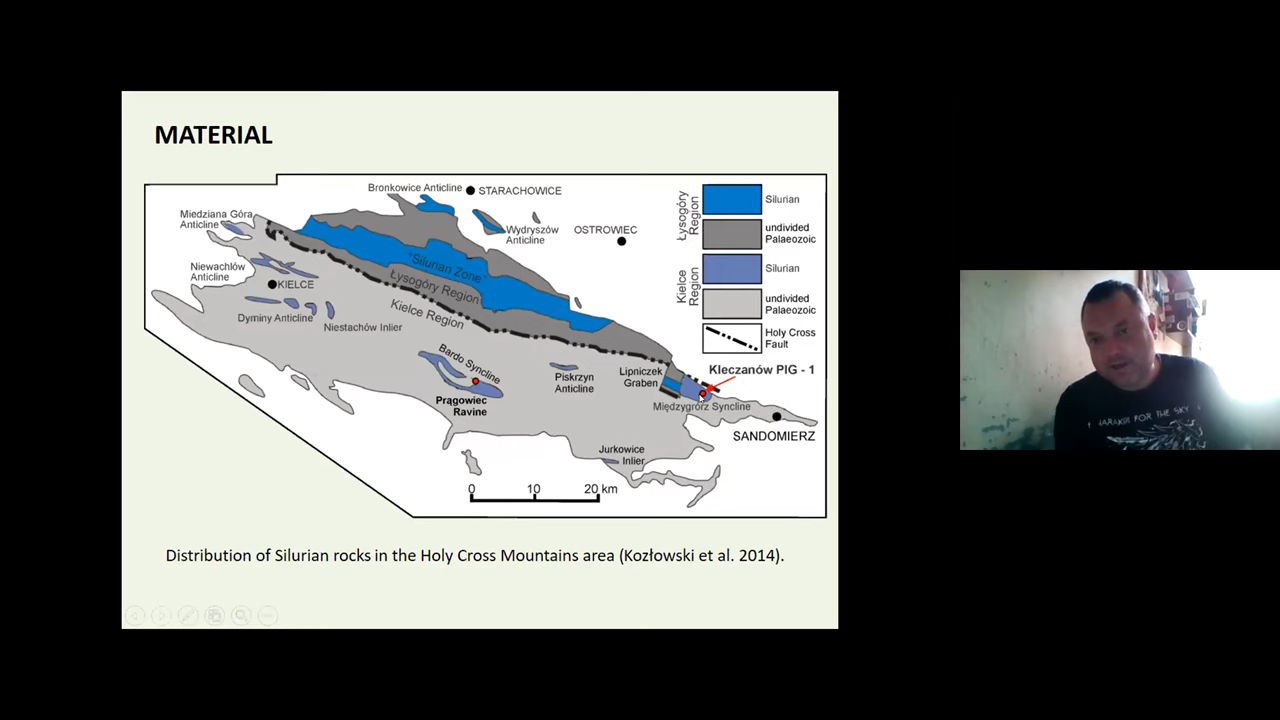 MATERIAL
Bronkowice Anticline
STARACHOWICE
Miedziana Góra
Anticline
Wydryszów
Anticline
OSTROWIEC
Niewachlów
Anticline
KIELCE
"Silurian Zone"
Łysogóry Region
Kielce Region
Dyminy Anticline
Niestachów Inlier
Bardo Syncline
Prągowiec
Ravine
Piskrzyn
Anticline
Lipniczek
Graben
Kleczanów PIG - 1
Międzygórz Syncline
SANDOMIERZ
Jurkowice
Inlier
0 10 20 km
Łysogóry
Region
Silurian
undivided
Palaeozoic
Kielce
Region
Silurian
undivided
Palaeozoic
Holy Cross
Fault
Distribution of Silurian rocks in the Holy Cross Mountains area (Kozłowski et al. 2014).
FOR THE SKY